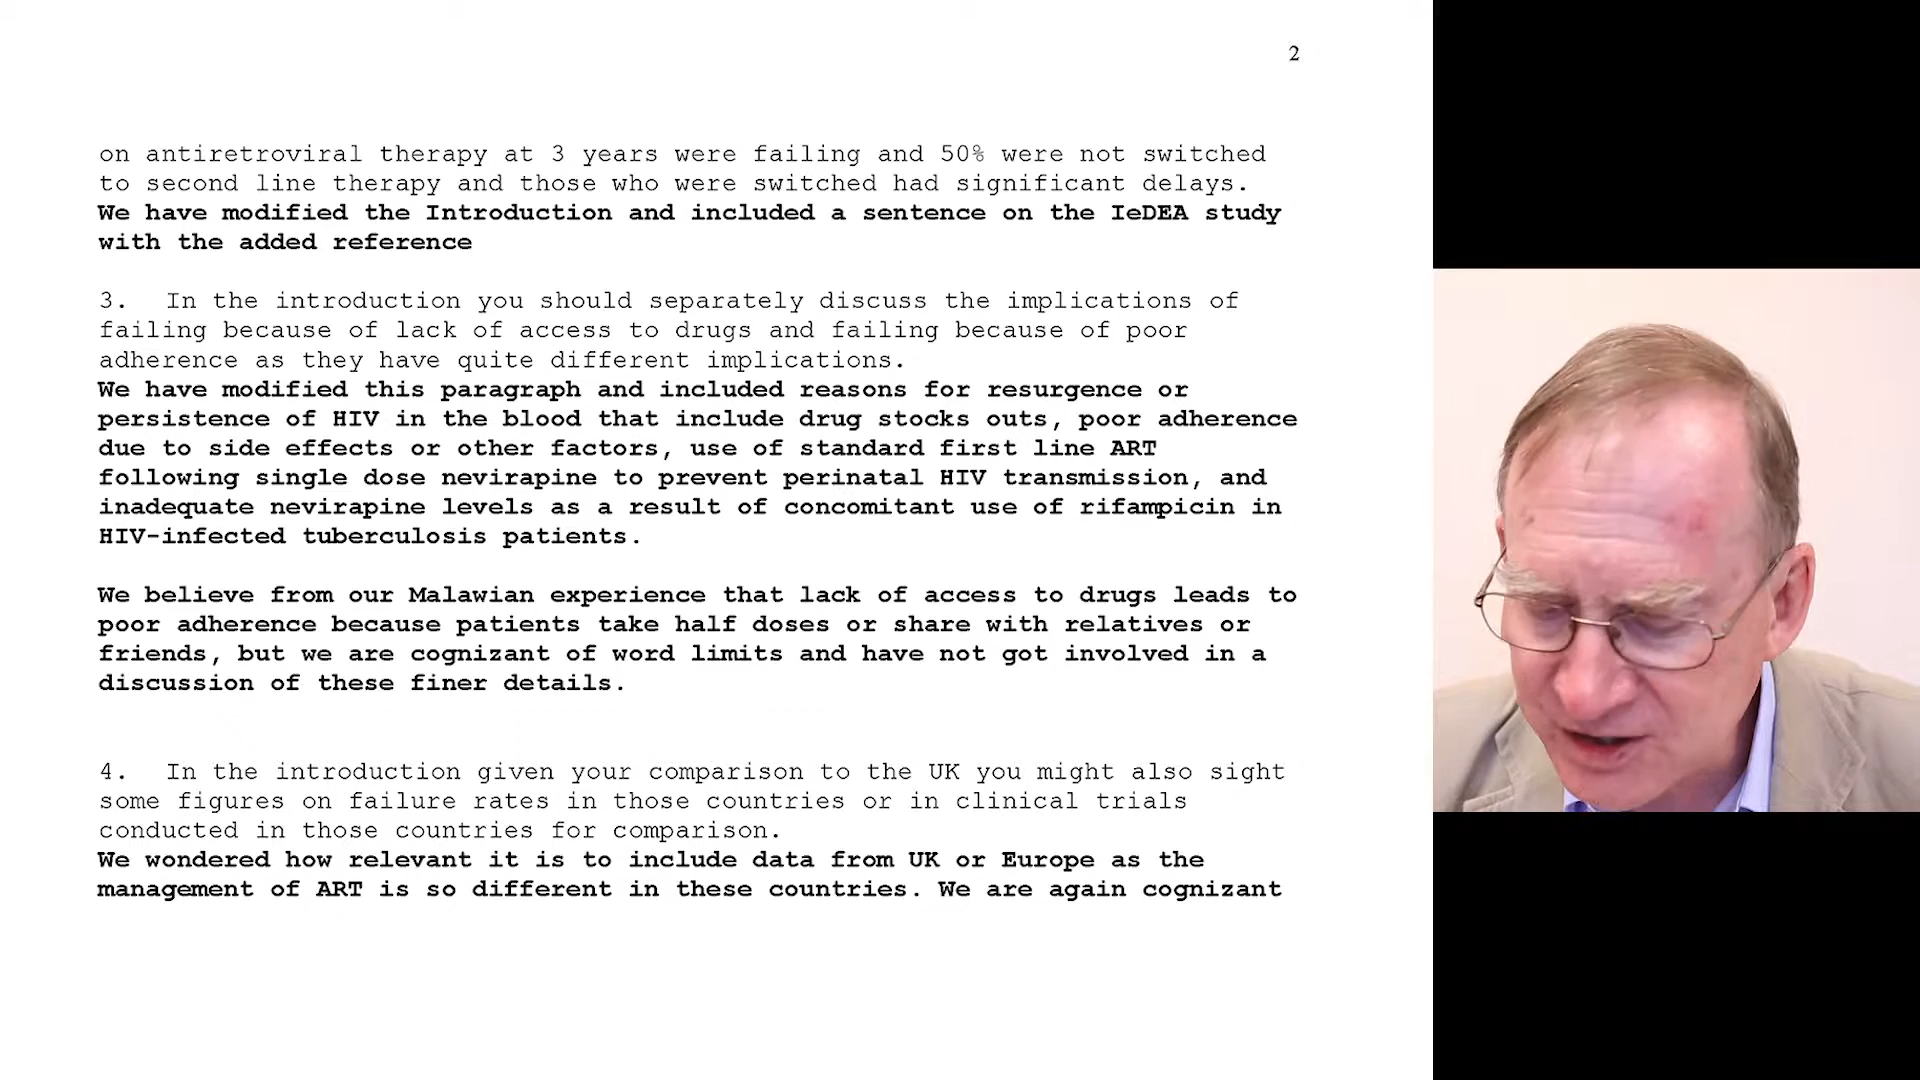 2
on antiretroviral therapy at 3 years were failing and 50% were not switched
to second line therapy and those who were switched had significant delays.
We have modified the Introduction and included a sentence on the IeDEA study
with the added reference
3. In the introduction you should separately discuss the implications of
failing because of lack of access to drugs and failing because of poor
adherence as they have quite different implications.
We have modified this paragraph and included reasons for resurgence or
persistence of HIV in the blood that include drug stocks outs, poor adherence
due to side effects or other factors, use of standard first line ART
following single dose nevirapine to prevent perinatal HIV transmission, and
inadequate nevirapine levels as a result of concomitant use of rifampicin in
HIV-infected tuberculosis patients.
We believe from our Malawian experience that lack of access to drugs leads to
poor adherence because patients take half doses or share with relatives or
friends, but we are cognizant of word limits and have not got involved in a
discussion of these finer details.
4. In the introduction given your comparison to the UK you might also sight
some figures on failure rates in those countries or in clinical trials
conducted in those countries for comparison.
We wondered how relevant it is to include data from UK or Europe as the
management of ART is so different in these countries. We are again cognizant